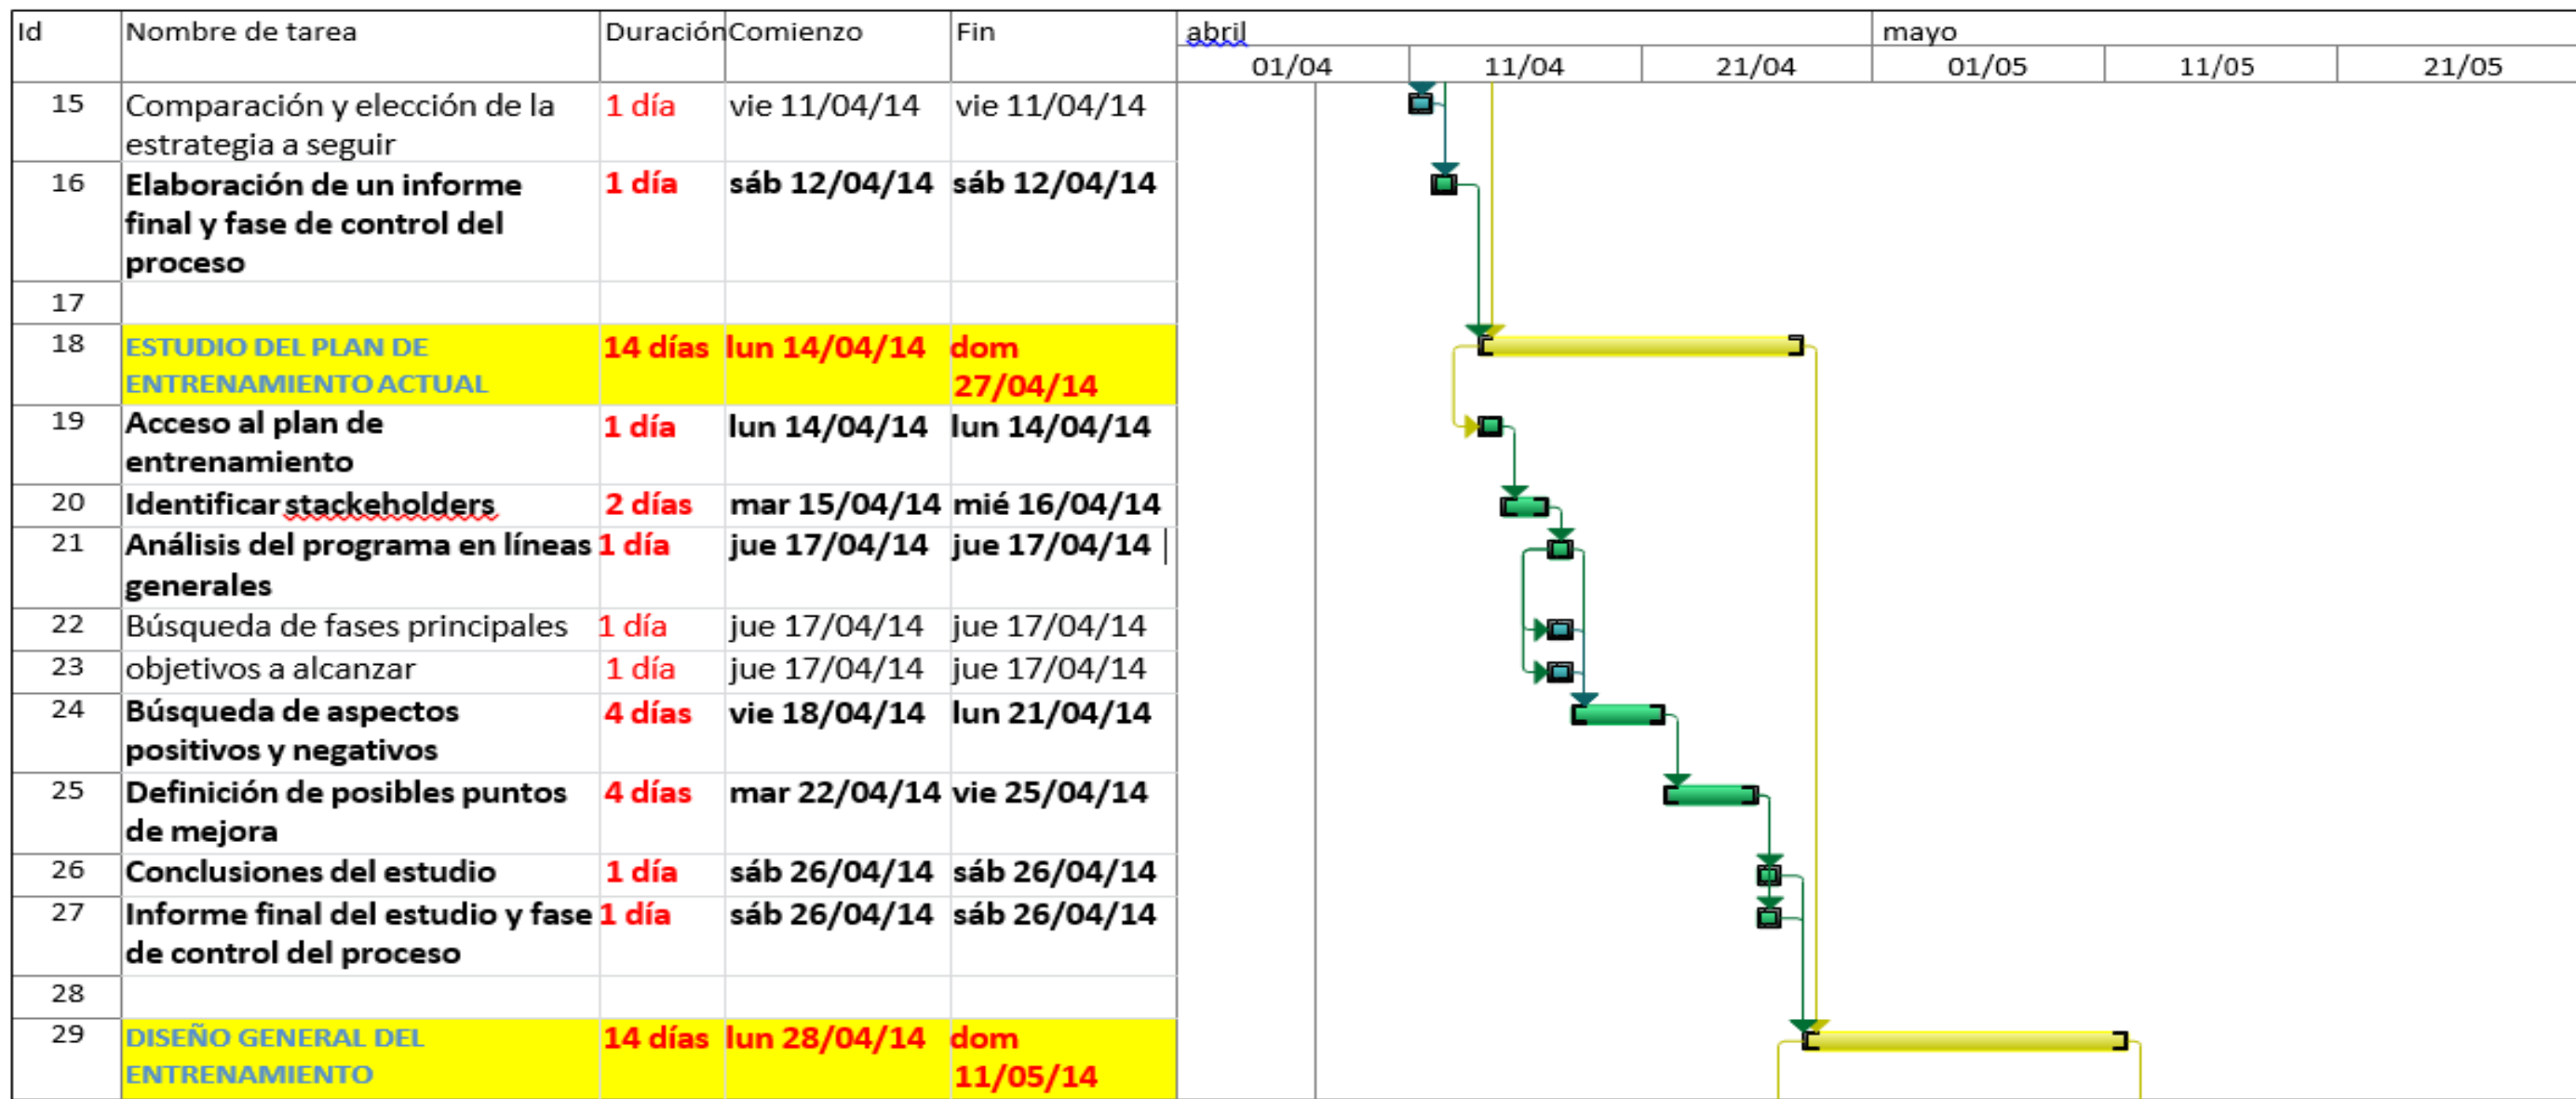 Id Nombre de tarea Duración Comienzo Fin abril mayo
01/04 11/04 21/04 01/05 11/05 21/05
15 Comparación y elección de la 1 día vie 11/04/14 vie 11/04/14
estrategia a seguir
16 Elaboración de un informe 1 día sáb 12/04/14 sáb 12/04/14
final y fase de control del
proceso
17
18 ESTUDIO DEL PLAN DE 14 días lun 14/04/14 dom
ENTRENAMIENTO ACTUAL 27/04/14
19 Acceso al plan de 1 día lun 14/04/14 lun 14/04/14
entrenamiento
20 Identificar stackeholders 2 días mar 15/04/14 mié 16/04/14
21 Análisis del programa en líneas 1 día jue 17/04/14 jue 17/04/14
generales
22 Búsqueda de fases principales 1 día jue 17/04/14 jue 17/04/14
23 objetivos a alcanzar 1 día jue 17/04/14 jue 17/04/14
24 Búsqueda de aspectos 4 días vie 18/04/14 lun 21/04/14
positivos y negativos
25 Definición de posibles puntos 4 días mar 22/04/14 vie 25/04/14
de mejora
26 Conclusiones del estudio 1 día sáb 26/04/14 sáb 26/04/14
27 Informe final del estudio y fase 1 día sáb 26/04/14 sáb 26/04/14
de control del proceso
28
29 DISEÑO GENERAL DEL 14 días lun 28/04/14 dom
ENTRENAMIENTO 11/05/14